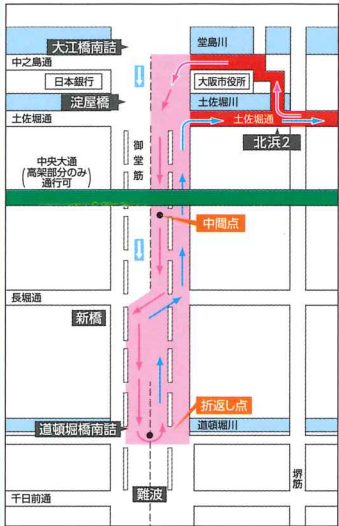 大江橋南詰
堂島川
中之島通
日本銀行
大阪市役所
淀屋橋
土佐堀川
土佐堀通
土佐堀通
北浜2
御堂筋
中央大通
(高架部分のみ
通行可)
中間点
長堀通
新橋
折返し点
道頓堀橋南詰
道頓堀川
難波
堺筋
千日前通